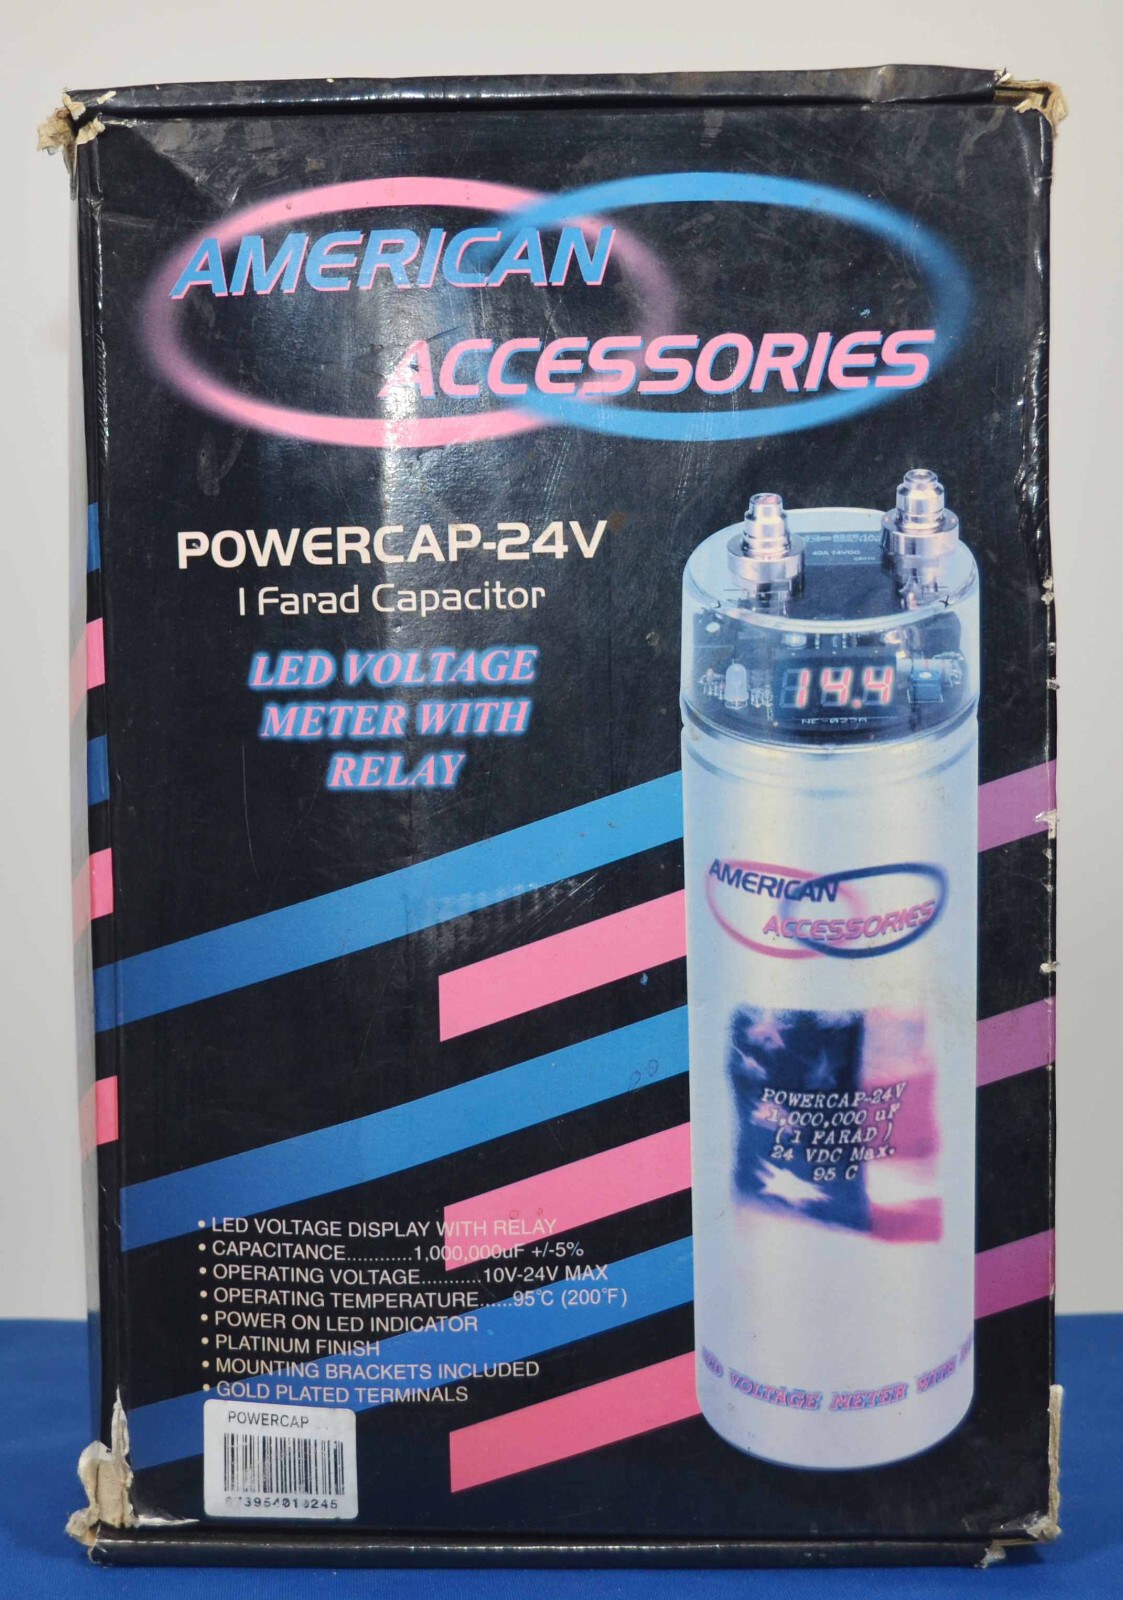 AMERICAN
ACCESSORIES
POWERCAP-24V
1 Farad Capacitor
LED VOLTAGE
METER WITH
RELAY
14.4
AMERICAN
ACCESSORIES
POWERCAP-24V
1,000,000 uF
( 1 FARAD )
24 VDC Max.
95 C
VOLTAGE METER WITH
• LED VOLTAGE DISPLAY WITH RELAY
• CAPACITANCE............1,000,000uF +/-5%
• OPERATING VOLTAGE...........10V-24V MAX
• OPERATING TEMPERATURE......95°C (200°F)
• POWER ON LED INDICATOR
• PLATINUM FINISH
• MOUNTING BRACKETS INCLUDED
• GOLD PLATED TERMINALS
POWERCAP